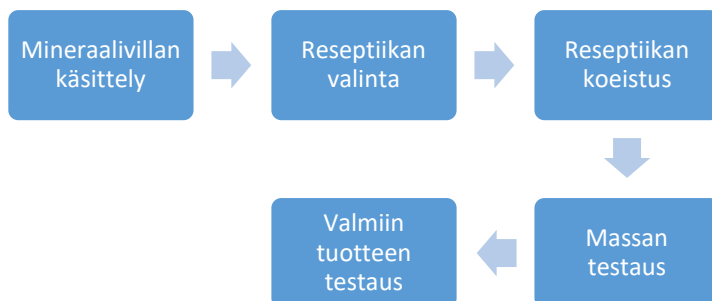 Mineraalivillan
käsittely
Reseptiikan
valinta
Reseptiikan
koeistus
Massan
testaus
Valmiin
tuotteen
testaus